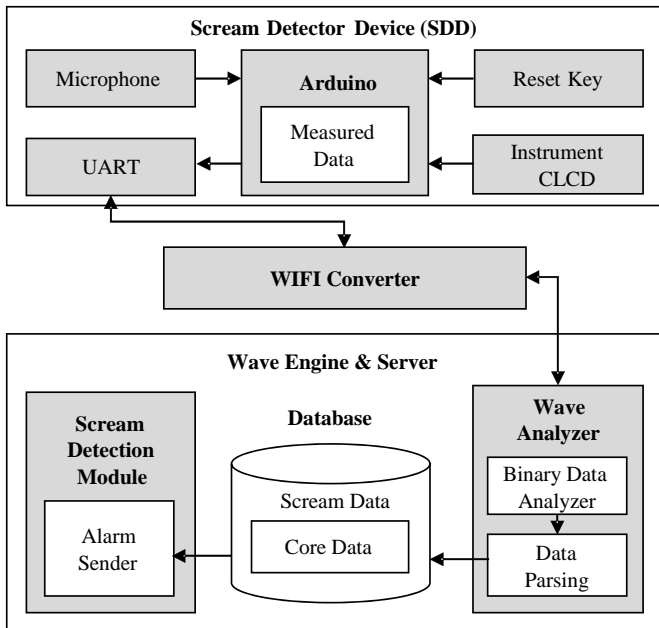 Scream Detector Device (SDD)
Microphone
Arduino
Reset Key
Measured
Data
UART
Instrument
CLCD
WIFI Converter
Wave Engine & Server
Scream
Detection
Module
Alarm
Sender
Database
Scream Data
Core Data
Wave
Analyzer
Binary Data
Analyzer
Data
Parsing